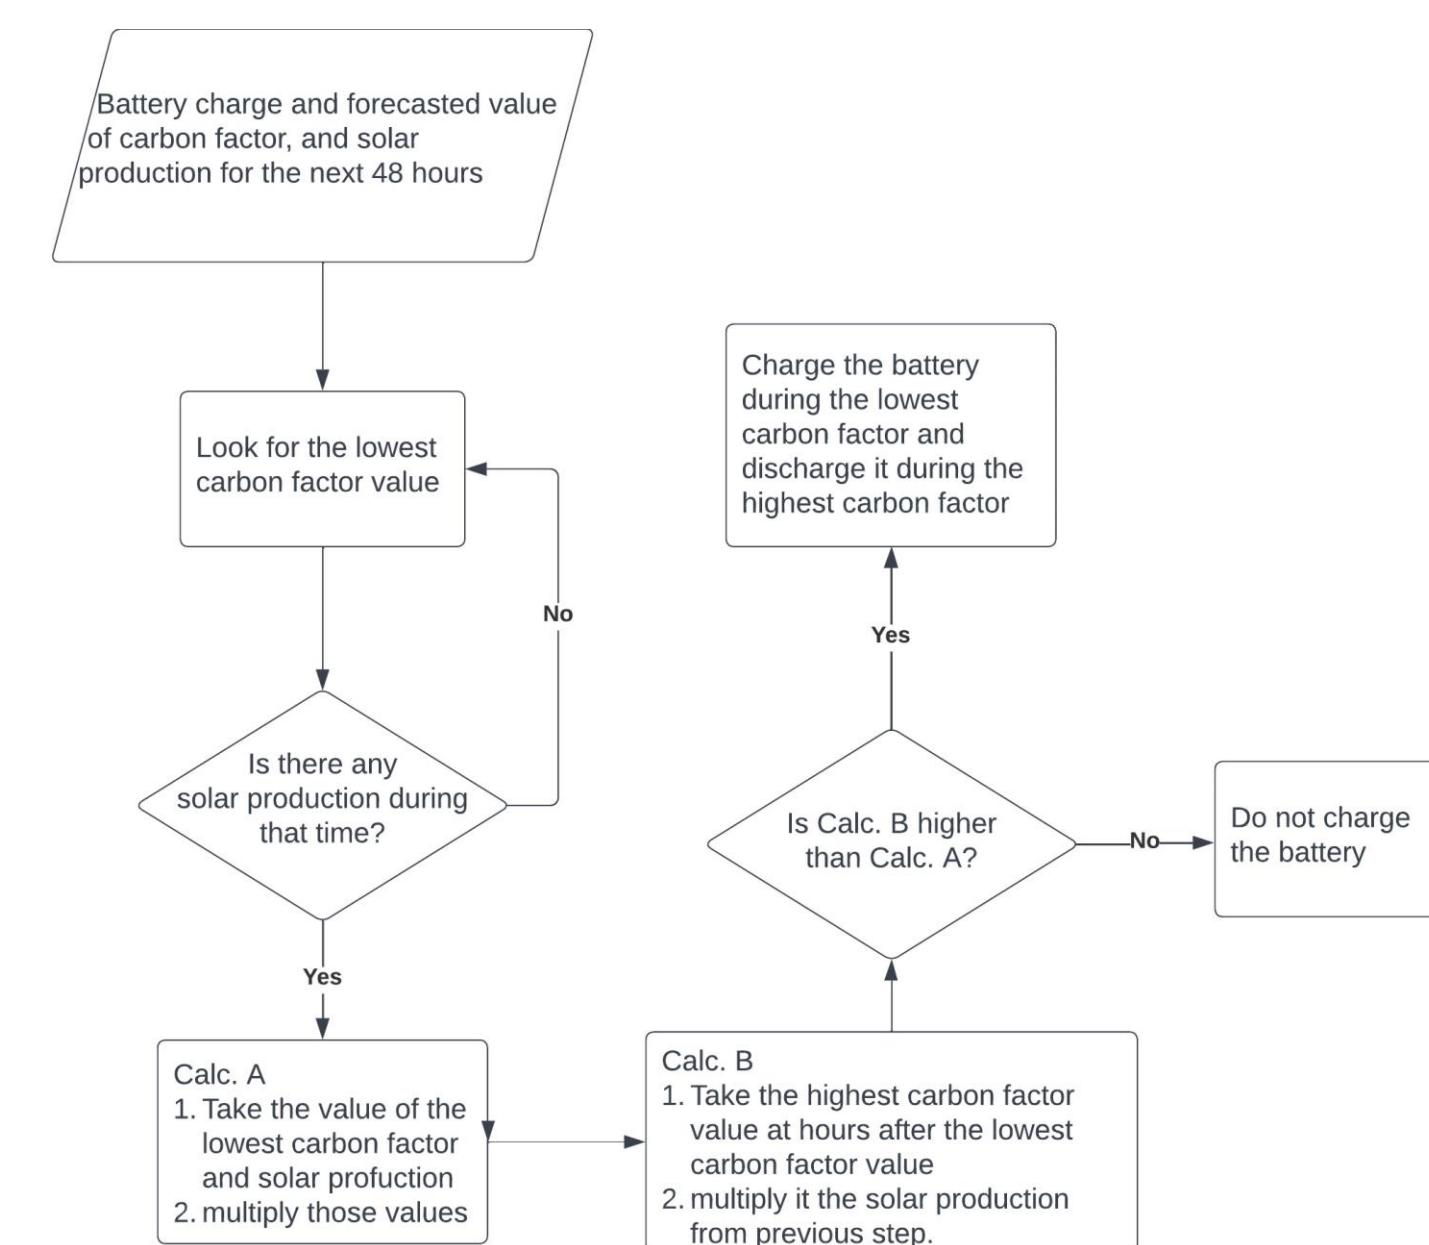 Battery charge and forecasted value
of carbon factor, and solar
production for the next 48 hours
Look for the lowest
carbon factor value
No
Is there any
solar production during
that time?
Yes
Calc. A
1. Take the value of the
lowest carbon factor
and solar profuction
2. multiply those values
Calc. B
1. Take the highest carbon factor
value at hours after the lowest
carbon factor value
2. multiply it the solar production
from previous step.
Is Calc. B higher
than Calc. A?
Yes
Charge the battery
during the lowest
carbon factor and
discharge it during the
highest carbon factor
No
Do not charge
the battery